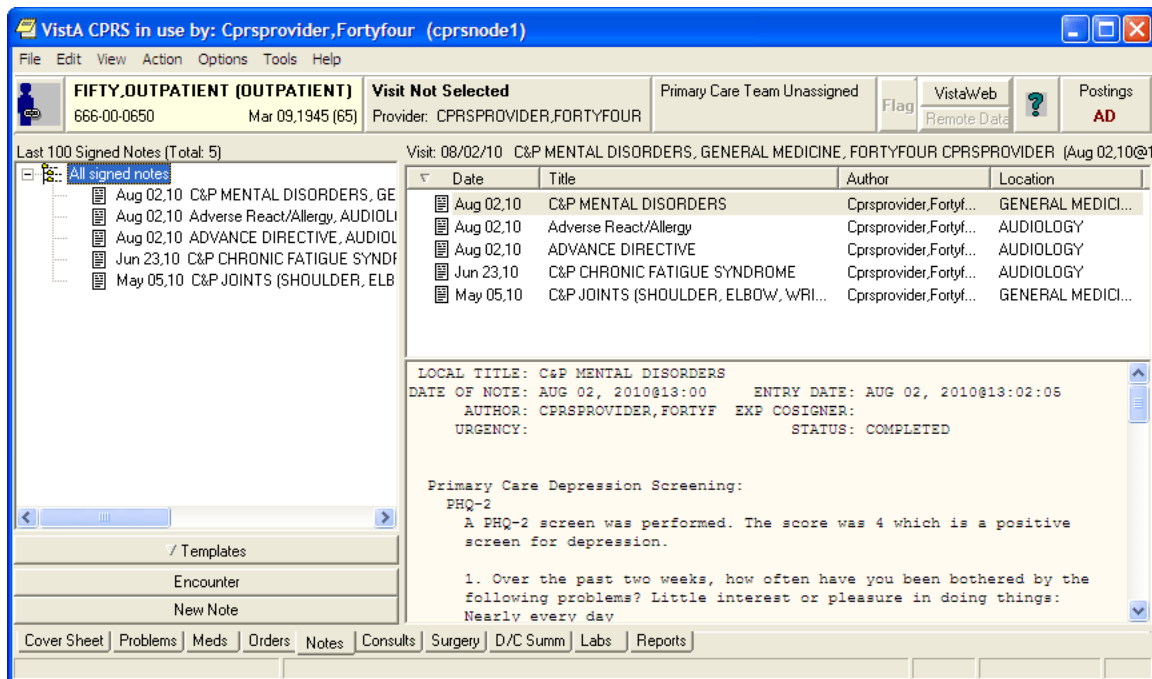 VistA CPRS in use by: Cprsprovider,Fortyfour (cprsnode1)
File Edit View Action Options Tools Help
FIFTY,OUTPATIENT (OUTPATIENT) Visit Not Selected Primary Care Team Unassigned Flag VistaWeb ? Postings
666-00-0650 Mar 09,1945 (65) Provider: CPRSPROVIDER,FORTYFOUR Remote Data AD
Last 100 Signed Notes (Total: 5) Visit: 08/02/10 C&P MENTAL DISORDERS, GENERAL MEDICINE, FORTYFOUR CPRSPROVIDER (Aug 02,10@1
All signed notes
Aug 02,10 C&P MENTAL DISORDERS, GE
Aug 02,10 Adverse React/Allergy, AUDIOL
Aug 02,10 ADVANCE DIRECTIVE, AUDIOL
Jun 23,10 C&P CHRONIC FATIGUE SYNDF
May 05,10 C&P JOINTS (SHOULDER, ELB
Date Title Author Location
Aug 02,10 C&P MENTAL DISORDERS Cprsprovider,Fortyf... GENERAL MEDICI...
Aug 02,10 Adverse React/Allergy Cprsprovider,Fortyf... AUDIOLOGY
Aug 02,10 ADVANCE DIRECTIVE Cprsprovider,Fortyf... AUDIOLOGY
Jun 23,10 C&P CHRONIC FATIGUE SYNDROME Cprsprovider,Fortyf... AUDIOLOGY
May 05,10 C&P JOINTS (SHOULDER, ELBOW, WRI... Cprsprovider,Fortyf... GENERAL MEDICI...
LOCAL TITLE: C&P MENTAL DISORDERS
DATE OF NOTE: AUG 02, 2010@13:00 ENTRY DATE: AUG 02, 2010@13:02:05
AUTHOR: CPRSPROVIDER,FORTYF EXP COSIGNER:
URGENCY: STATUS: COMPLETED
Primary Care Depression Screening:
PHQ-2
A PHQ-2 screen was performed. The score was 4 which is a positive
screen for depression.
1. Over the past two weeks, how often have you been bothered by the
following problems? Little interest or pleasure in doing things:
Nearly every day
Templates
Encounter
New Note
Cover Sheet Problems Meds Orders Notes Consults Surgery D/C Summ Labs Reports